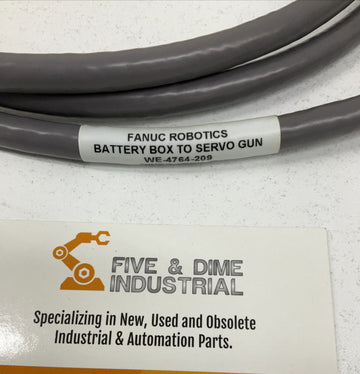 FANUC ROBOTICS
BATTERY BOX TO SERVO GUN
WE-4764-209
FIVE & DIME
INDUSTRIAL
Specializing in New, Used and Obsolete
Industrial & Automation Parts.